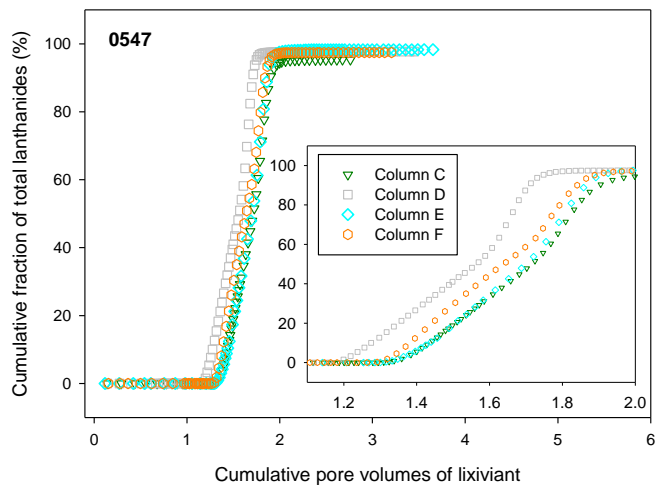 0547
Cumulative fraction of total lanthanides (%)
100
80
60
40
20
0
0 1 2 3 4 5 6
Cumulative pore volumes of lixiviant
Column C
Column D
Column E
Column F
100
80
60
40
20
0
1.2 1.4 1.6 1.8 2.0